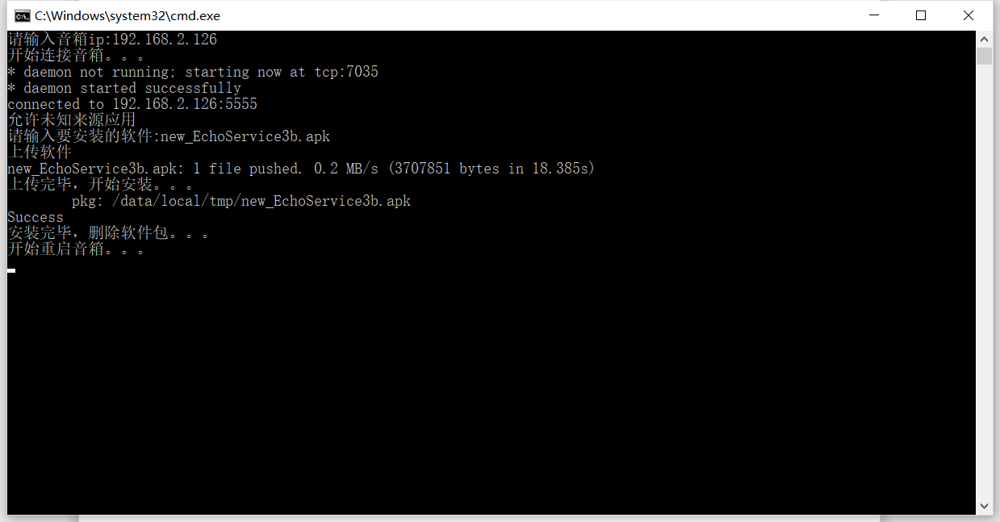 C:\Windows\system32\cmd.exe
请输入音箱ip:192.168.2.126
开始连接音箱。。。
* daemon not running; starting now at tcp:7035
* daemon started successfully
connected to 192.168.2.126:5555
允许未知来源应用
请输入要安装的软件:new_EchoService3b.apk
上传软件
new_EchoService3b.apk: 1 file pushed. 0.2 MB/s (3707851 bytes in 18.385s)
上传完毕，开始安装。。。
pkg: /data/local/tmp/new_EchoService3b.apk
Success
安装完毕，删除软件包。。。
开始重启音箱。。。